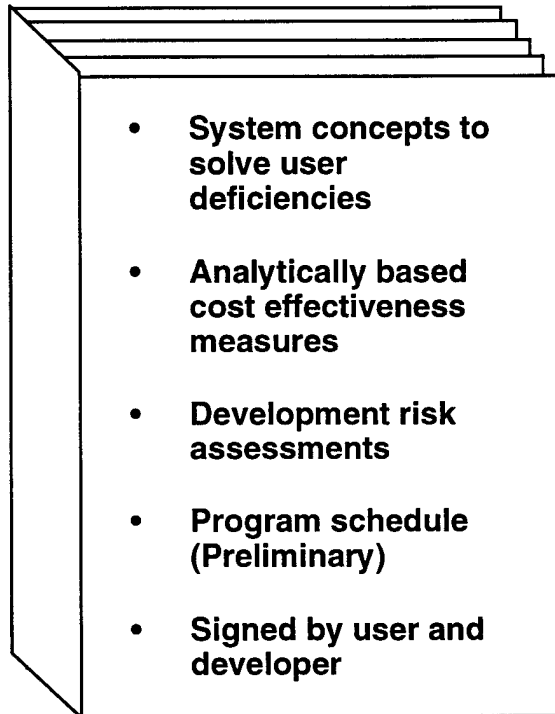 • System concepts to
solve user
deficiencies
• Analytically based
cost effectiveness
measures
• Development risk
assessments
• Program schedule
(Preliminary)
• Signed by user and
developer